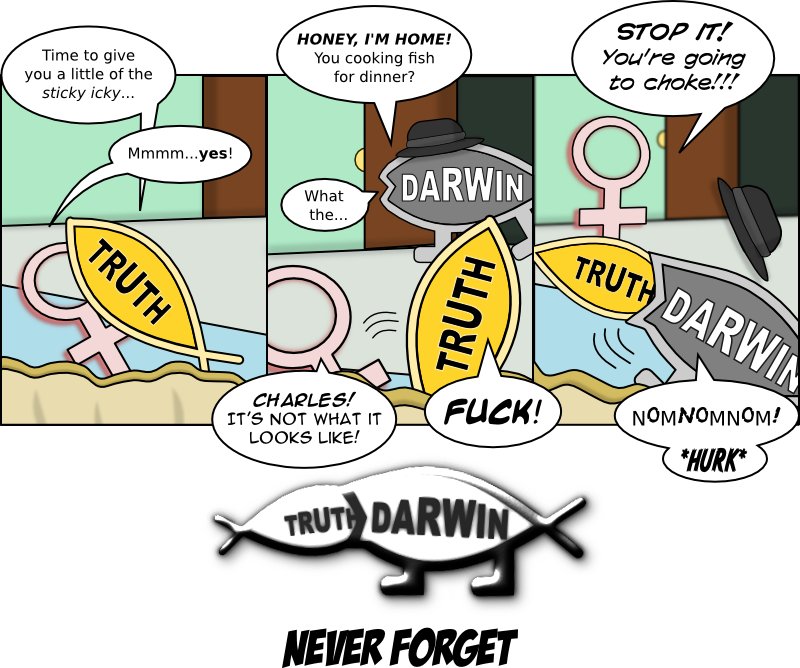 Time to give
you a little of the
sticky icky...
Mmmm...yes!
TRUTH
HONEY, I'M HOME!
You cooking fish
for dinner?
What
the...
DARWIN
TRUTH
CHARLES!
IT'S NOT WHAT IT
LOOKS LIKE!
FUCK!
STOP IT!
You're going
to choke!!!
TRUTH
DARWIN
NOMNOMNOM!
*HURK*
TRUTH DARWIN
NEVER FORGET